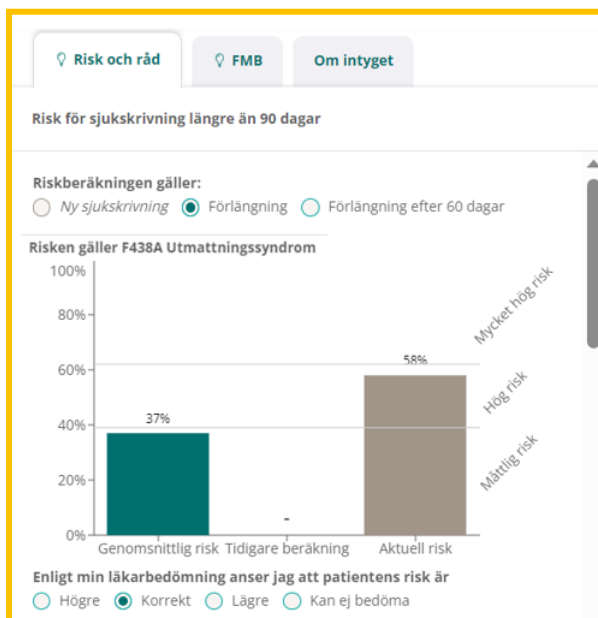 Risk och råd FMB Om intyget
Risk för sjukskrivning längre än 90 dagar
Riskberäkningen gäller:
Ny sjukskrivning Förlängning Förlängning efter 60 dagar
Risken gäller F438A Utmattningssyndrom
100%
80%
60%
40%
20%
0%
37%
-
58%
Mycket hög risk
Hög risk
Måttlig risk
Genomsnittlig risk Tidigare beräkning Aktuell risk
Enligt min läkarbedömning anser jag att patientens risk är
Högre Korrekt Lägre Kan ej bedöma